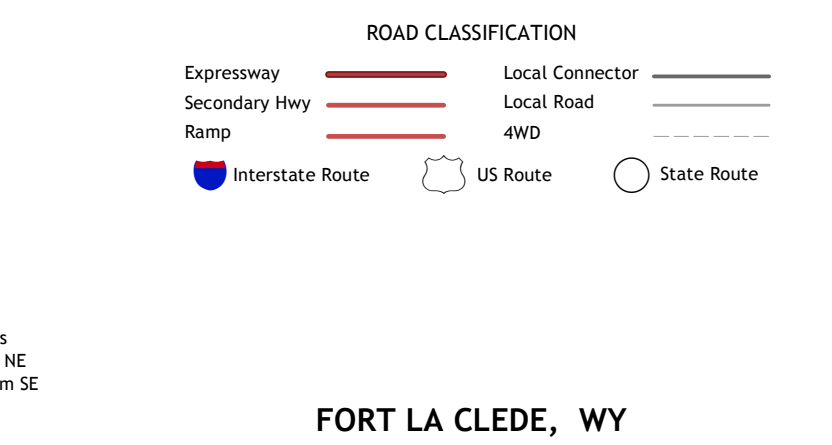 ROAD CLASSIFICATION
Expressway
Local Connector
Secondary Hwy
Local Road
Ramp
4WD
Interstate Route
US Route
State Route
s
NE
m SE
FORT LA CLEDE, WY